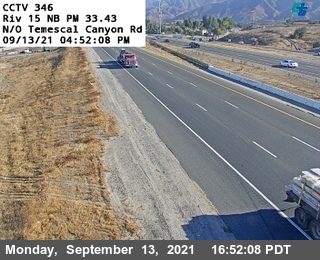 CCTV 346
Riv 15 NB PM 33.43
N/O Temescal Canyon Rd
09/13/21 04:52:08 PM
Monday, September 13, 2021 16:52:08 PDT